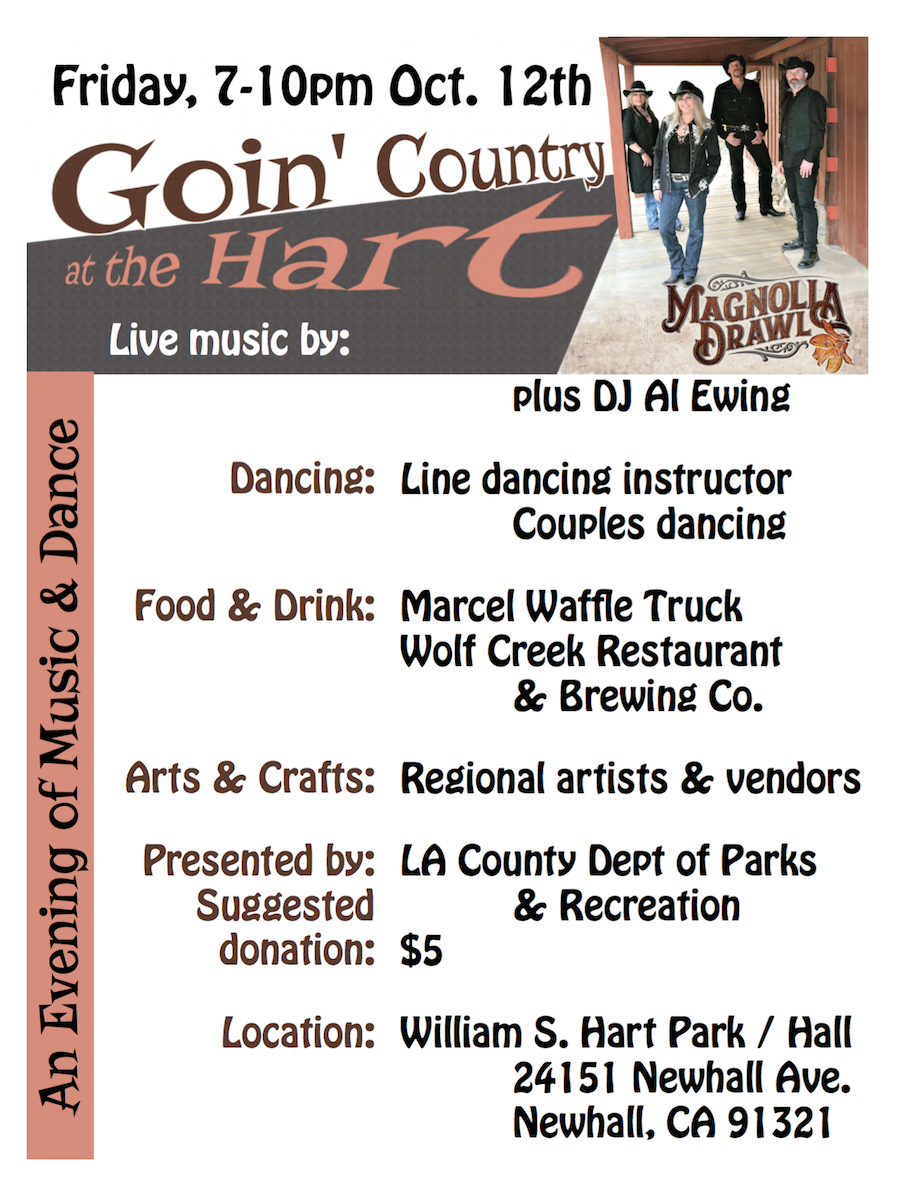 Friday, 7-10pm Oct. 12th
Goin' Country
at the Hart
MAGNOLIA
DRAWL
Live music by:
plus DJ Al Ewing
An Evening of Music & Dance
Dancing: Line dancing instructor
Couples dancing
Food & Drink: Marcel Waffle Truck
Wolf Creek Restaurant
& Brewing Co.
Arts & Crafts: Regional artists & vendors
Presented by: LA County Dept of Parks
Suggested & Recreation
donation: $5
Location: William S. Hart Park / Hall
24151 Newhall Ave.
Newhall, CA 91321